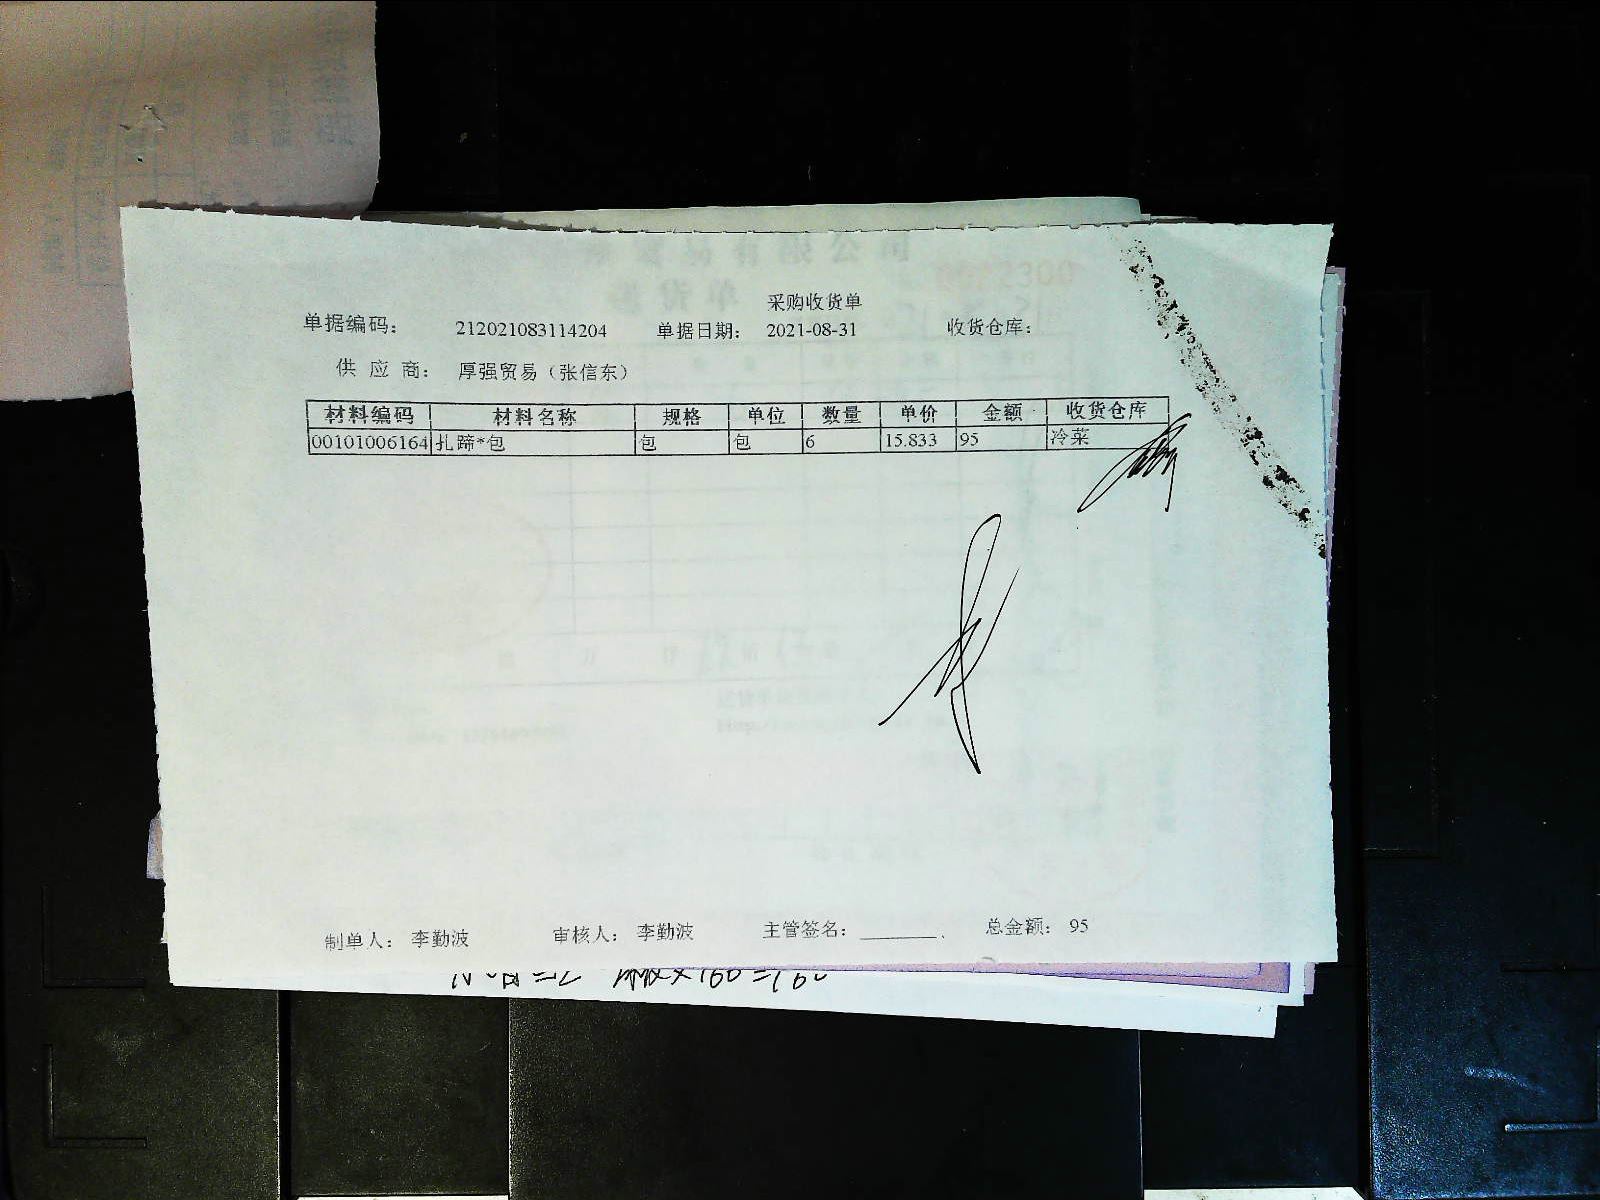 采购收货单
单据编码： 212021083114204 单据日期： 2021-08-31 收货仓库：
供 应 商： 厚强贸易（张信东）
材料编码 材料名称 规格 单位 数量 单价 金额 收货仓库
00101006164 扎蹄*包 包 包 6 15.833 95 冷菜
制单人： 李勤波 审核人： 李勤波 主管签名： 总金额： 95